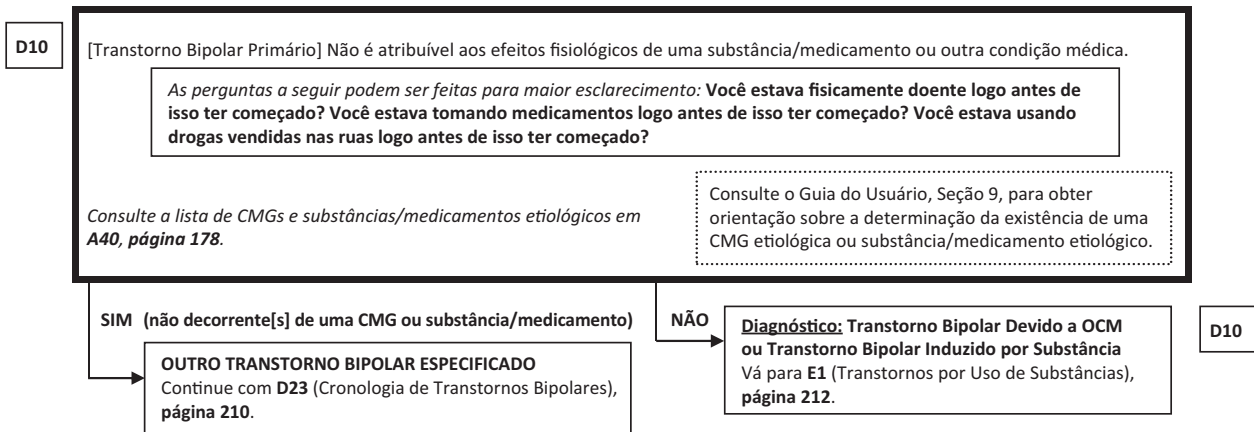 D10
[Transtorno Bipolar Primário] Não é atribuível aos efeitos fisiológicos de uma substância/medicamento ou outra condição médica.
As perguntas a seguir podem ser feitas para maior esclarecimento: Você estava fisicamente doente logo antes de
isso ter começado? Você estava tomando medicamentos logo antes de isso ter começado? Você estava usando
drogas vendidas nas ruas logo antes de isso ter começado?
Consulte a lista de CMGs e substâncias/medicamentos etiológicos em
A40, página 178.
Consulte o Guia do Usuário, Seção 9, para obter
orientação sobre a determinação da existência de uma
CMG etiológica ou substância/medicamento etiológico.
SIM (não decorrente[s] de uma CMG ou substância/medicamento)
OUTRO TRANSTORNO BIPOLAR ESPECIFICADO
Continue com D23 (Cronologia de Transtornos Bipolares),
página 210.
NÃO
Diagnóstico: Transtorno Bipolar Devido a OCM
ou Transtorno Bipolar Induzido por Substância
Vá para E1 (Transtornos por Uso de Substâncias),
página 212.
D10